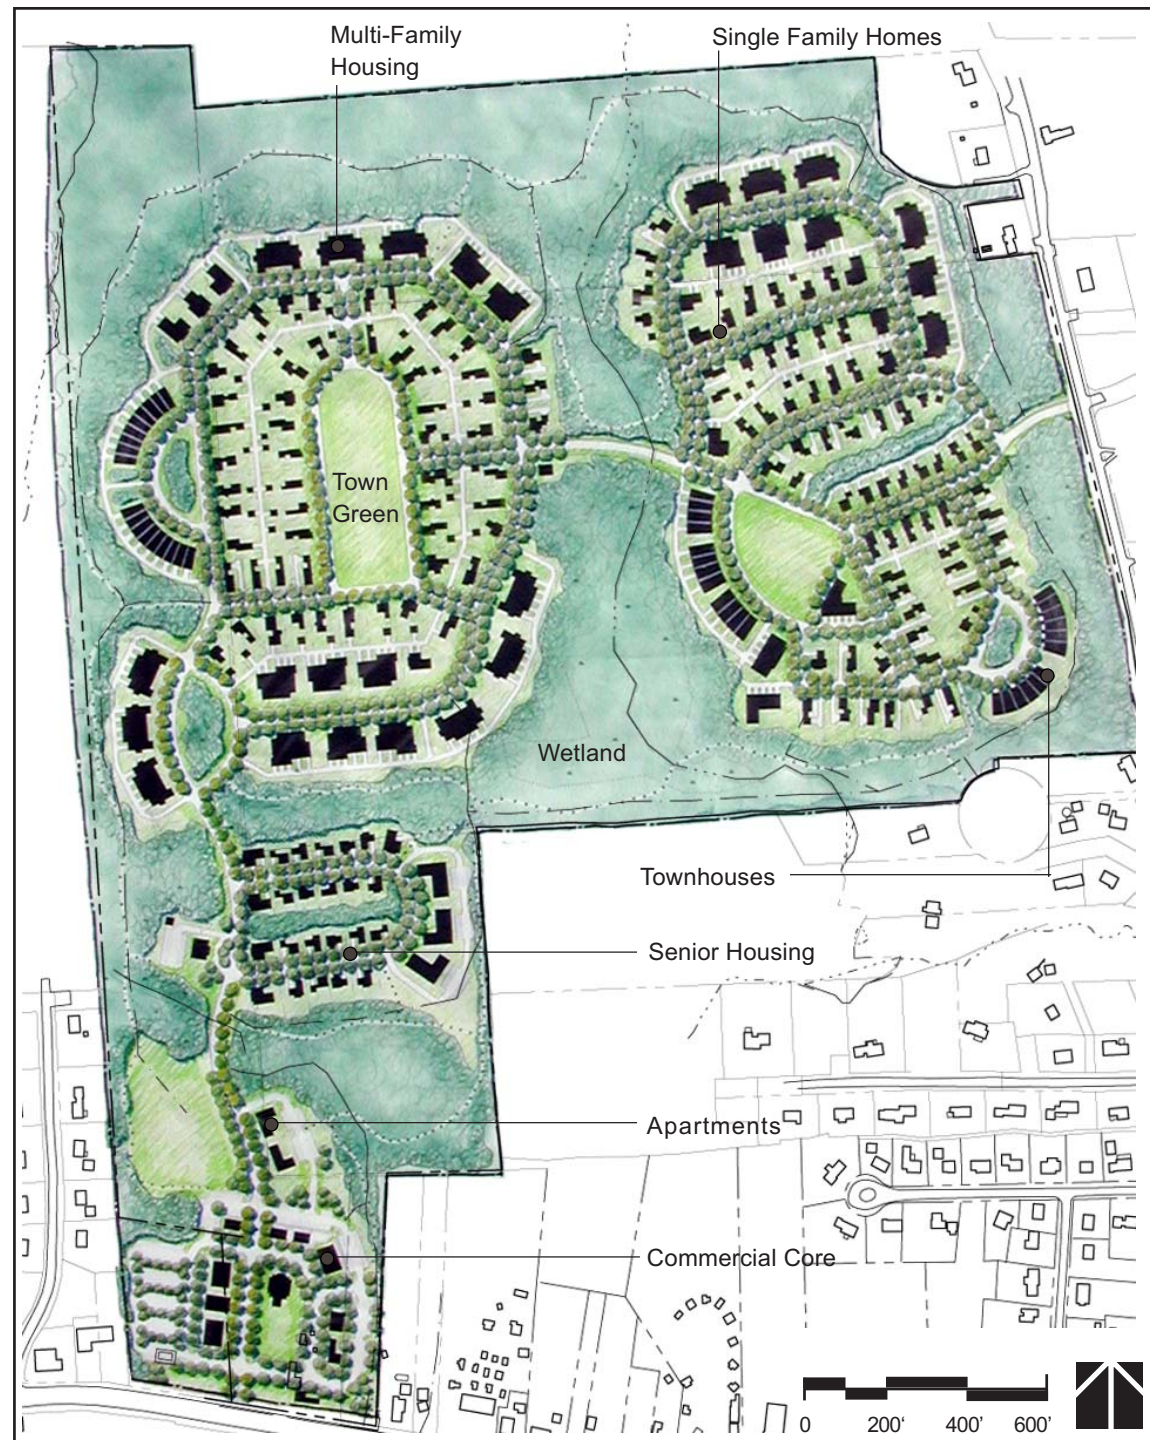 Multi-Family
Housing
Single Family Homes
Town
Green
Wetland
Townhouses
Senior Housing
Apartments
Commercial Core
0 200‘ 400’ 600’